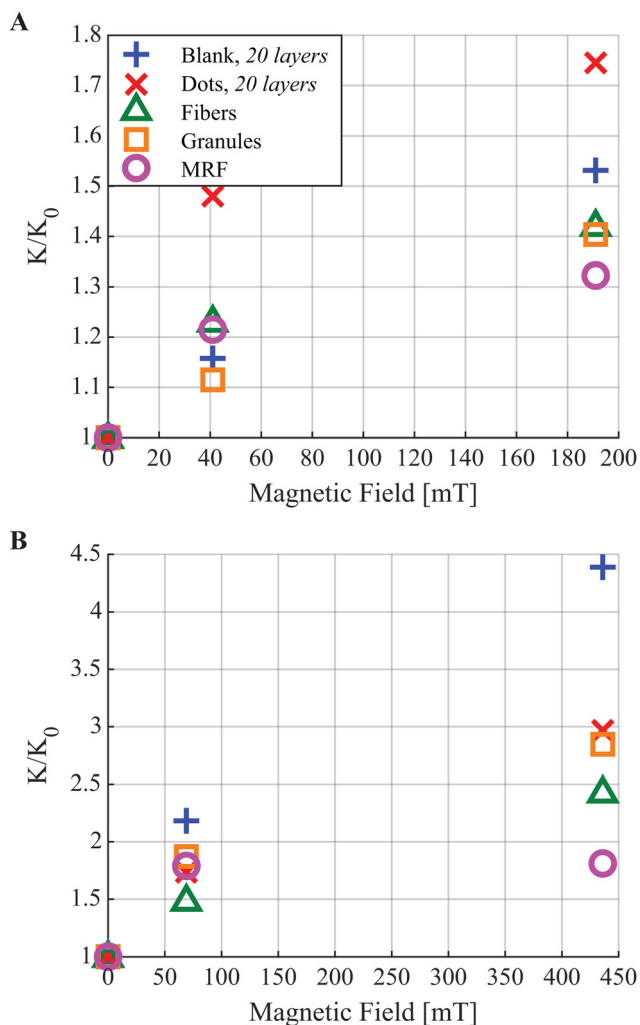 A
1.8
1.7
1.6
1.5
1.4
1.3
1.2
1.1
1
K/K0
Blank, 20 layers
Dots, 20 layers
Fibers
Granules
MRF
0 20 40 60 80 100 120 140 160 180 200
Magnetic Field [mT]
B
4.5
4
3.5
3
2.5
2
1.5
1
K/K0
0 50 100 150 200 250 300 350 400 450
Magnetic Field [mT]